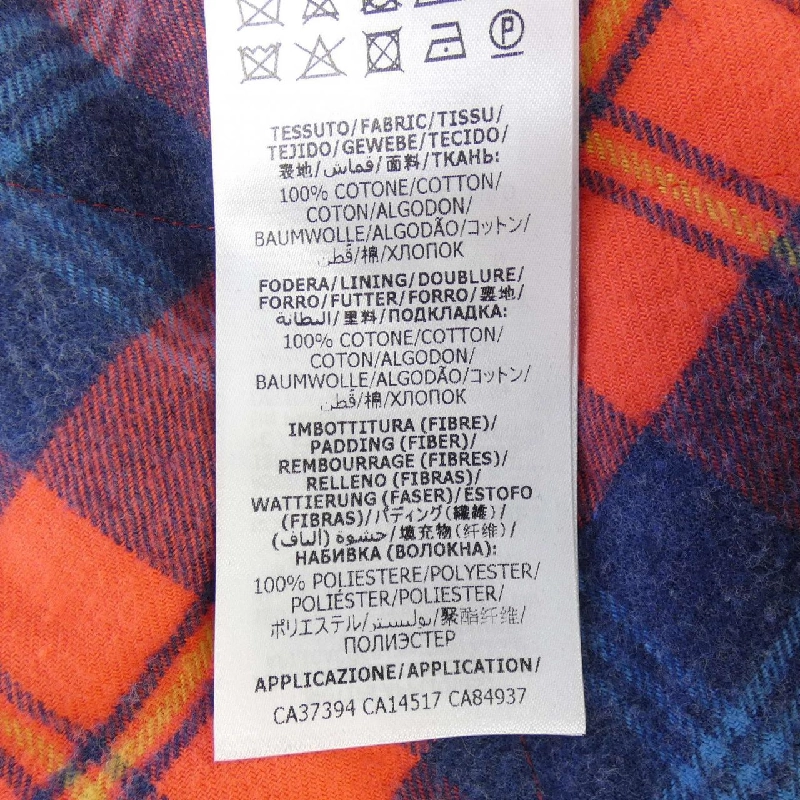 P
TESSUTO/FABRIC/TISSU/
TEJIDO/GEWEBE/TECIDO/
裏地/قماش/面料/ТКАНЬ:
100% COTONE/COTTON/
COTON/ALGODON/
BAUMWOLLE/ALGODÃO/コットン/
قطن/棉/ХЛОПОК
FODERA/LINING/DOUBLURE/
FORRO/FUTTER/FORRO/裏地/
البطانة/里料/ПОДКЛАДКА:
100% COTONE/COTTON/
COTON/ALGODON/
BAUMWOLLE/ALGODÃO/コットン/
قطن/棉/ХЛОПОК
IMBOTTITURA (FIBRE)/
PADDING (FIBER)/
REMBOURRAGE (FIBRES)/
RELLENO (FIBRAS)/
WATTIERUNG (FASER)/ESTOFO
(FIBRAS)/パディング(繊維)/
حشوة (الياف)/填充物(纤维)/
НАБИВКА (ВОЛОКНА):
100% POLIESTERE/POLYESTER/
POLIÉSTER/POLIESTER/
ポリエステル/بوليستر/聚酯纤维/
ПОЛИЭСТЕР
APPLICAZIONE/APPLICATION/
CA37394 CA14517 CA84937